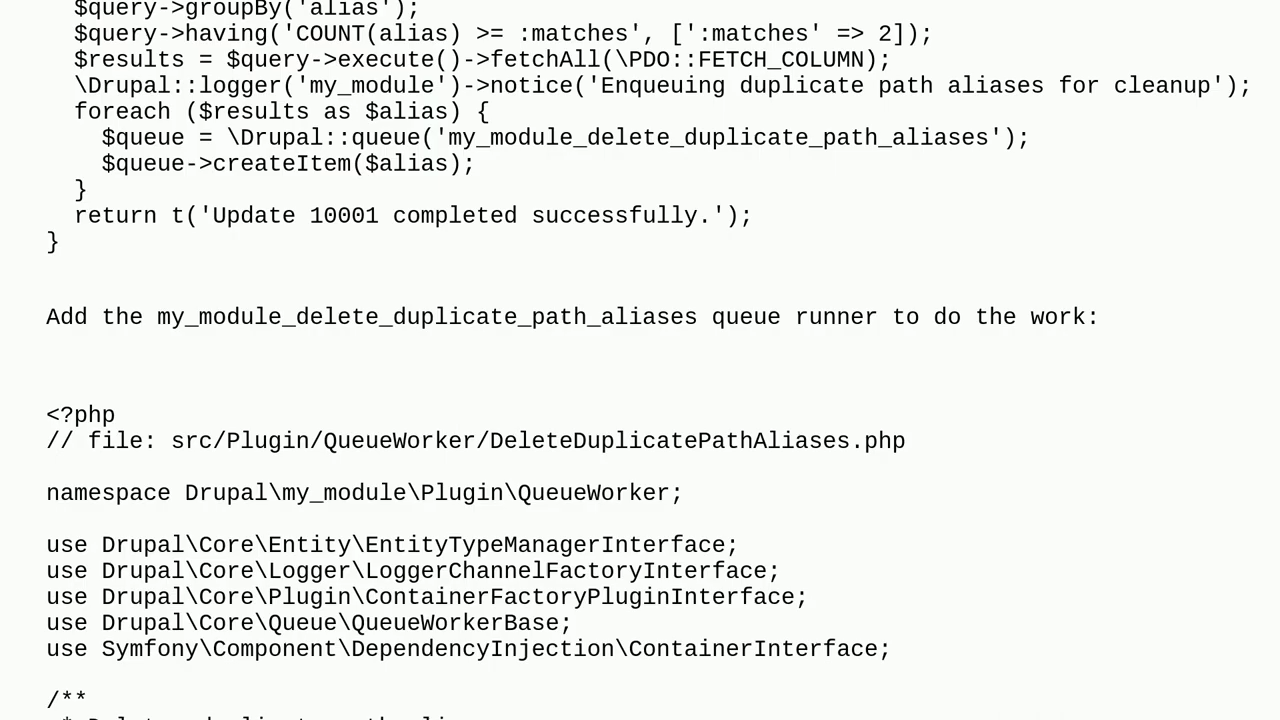 $query->groupBy('alias');
$query->having('COUNT(alias) >= :matches', [':matches' => 2]);
$results = $query->execute()->fetchAll(\PDO::FETCH_COLUMN);
\Drupal::logger('my_module')->notice('Enqueuing duplicate path aliases for cleanup');
foreach ($results as $alias) {
$queue = \Drupal::queue('my_module_delete_duplicate_path_aliases');
$queue->createItem($alias);
}
return t('Update 10001 completed successfully.');
}
Add the my_module_delete_duplicate_path_aliases queue runner to do the work:
<?php
// file: src/Plugin/QueueWorker/DeleteDuplicatePathAliases.php
namespace Drupal\my_module\Plugin\QueueWorker;
use Drupal\Core\Entity\EntityTypeManagerInterface;
use Drupal\Core\Logger\LoggerChannelFactoryInterface;
use Drupal\Core\Plugin\ContainerFactoryPluginInterface;
use Drupal\Core\Queue\QueueWorkerBase;
use Symfony\Component\DependencyInjection\ContainerInterface;
/**